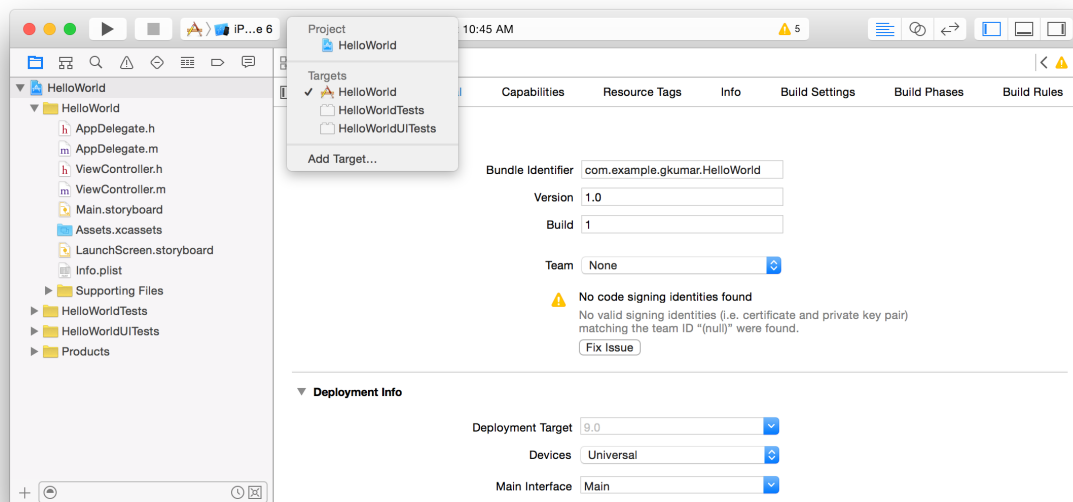 iP...e 6
10:45 AM
5
Project
HelloWorld
Targets
HelloWorld
HelloWorldTests
HelloWorldUITests
Add Target...
Capabilities
Resource Tags
Info
Build Settings
Build Phases
Build Rules
HelloWorld
HelloWorld
h AppDelegate.h
m AppDelegate.m
h ViewController.h
m ViewController.m
Main.storyboard
Assets.xcassets
LaunchScreen.storyboard
Info.plist
Supporting Files
HelloWorldTests
HelloWorldUITests
Products
Bundle Identifier com.example.gkumar.HelloWorld
Version 1.0
Build 1
Team None
No code signing identities found
No valid signing identities (i.e. certificate and private key pair)
matching the team ID “(null)” were found.
Fix Issue
Deployment Info
Deployment Target 9.0
Devices Universal
Main Interface Main